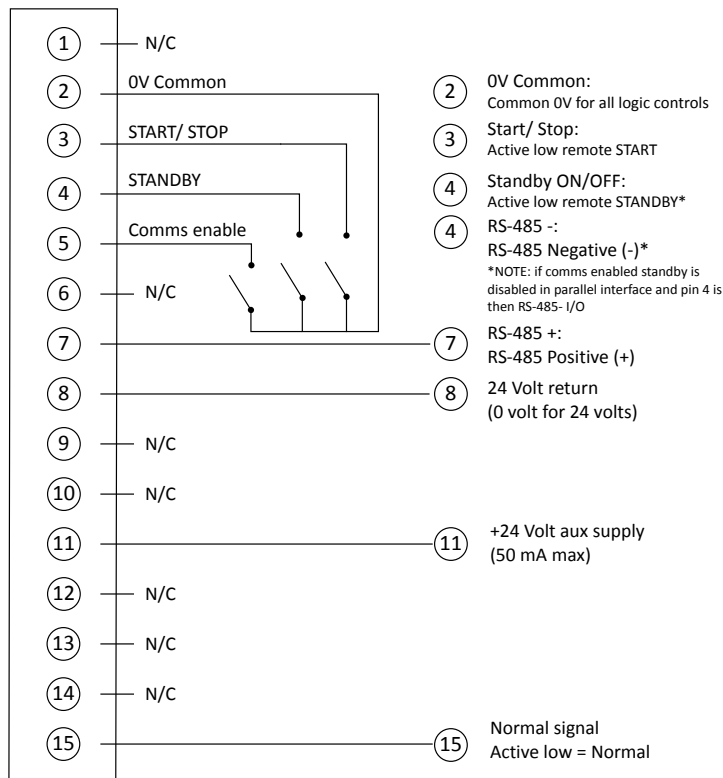 1 N/C
2 0V Common
3 START/ STOP
4 STANDBY
5 Comms enable
6 N/C
7
8
9 N/C
10 N/C
11
12 N/C
13 N/C
14 N/C
15
2 0V Common:
Common 0V for all logic controls
3 Start/ Stop:
Active low remote START
4 Standby ON/OFF:
Active low remote STANDBY*
4 RS-485 -:
RS-485 Negative (-)*
*NOTE: if comms enabled standby is
disabled in parallel interface and pin 4 is
then RS-485- I/O
7 RS-485 +:
RS-485 Positive (+)
8 24 Volt return
(0 volt for 24 volts)
11 +24 Volt aux supply
(50 mA max)
15 Normal signal
Active low = Normal